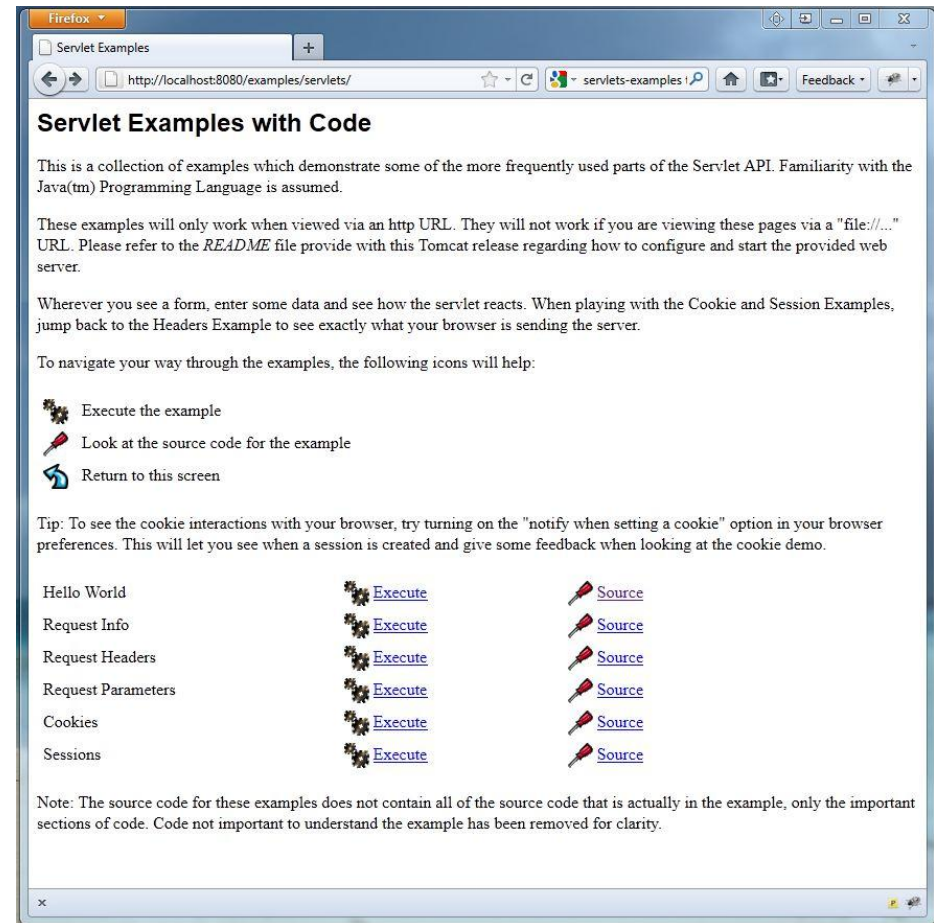 Firefox
Servlet Examples
http://localhost:8080/examples/servlets/
servlets-examples
Feedback
Servlet Examples with Code
This is a collection of examples which demonstrate some of the more frequently used parts of the Servlet API. Familiarity with the
Java(tm) Programming Language is assumed.
These examples will only work when viewed via an http URL. They will not work if you are viewing these pages via a "file://..."
URL. Please refer to the README file provide with this Tomcat release regarding how to configure and start the provided web
server.
Wherever you see a form, enter some data and see how the servlet reacts. When playing with the Cookie and Session Examples,
jump back to the Headers Example to see exactly what your browser is sending the server.
To navigate your way through the examples, the following icons will help:
Execute the example
Look at the source code for the example
Return to this screen
Tip: To see the cookie interactions with your browser, try turning on the "notify when setting a cookie" option in your browser
preferences. This will let you see when a session is created and give some feedback when looking at the cookie demo.
Hello World Execute Source
Request Info Execute Source
Request Headers Execute Source
Request Parameters Execute Source
Cookies Execute Source
Sessions Execute Source
Note: The source code for these examples does not contain all of the source code that is actually in the example, only the important
sections of code. Code not important to understand the example has been removed for clarity.